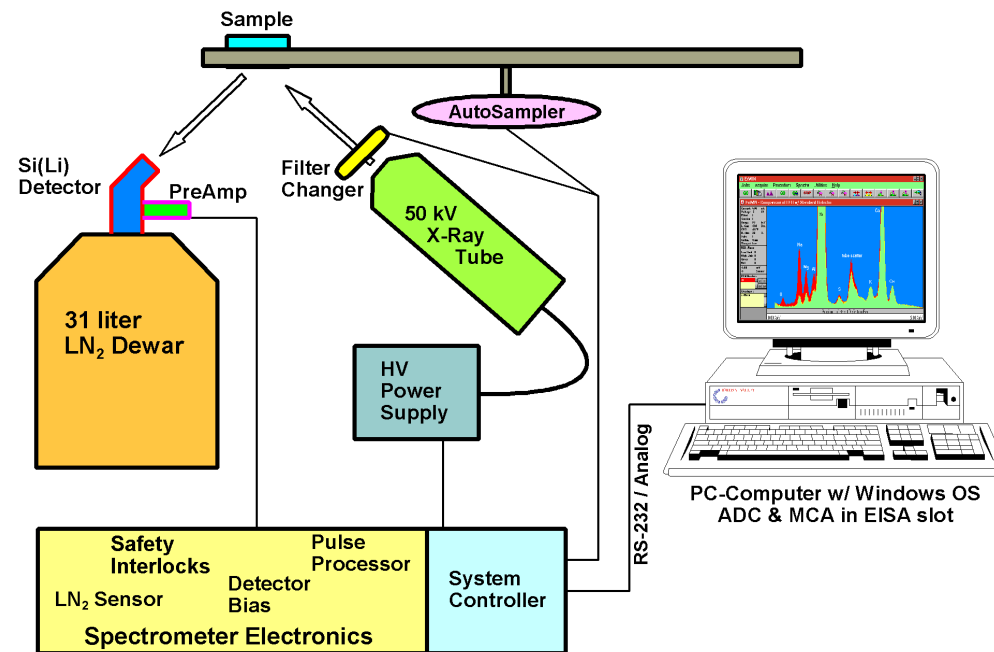 Sample
AutoSampler
Si(Li)
Detector
PreAmp
Filter
Changer
50 kV
X-Ray
Tube
31 liter
LN₂ Dewar
HV
Power
Supply
RS-232 / Analog
PC-Computer w/ Windows OS
ADC & MCA in EISA slot
Safety
Interlocks
Pulse
Processor
LN₂ Sensor
Detector
Bias
Spectrometer Electronics
System
Controller